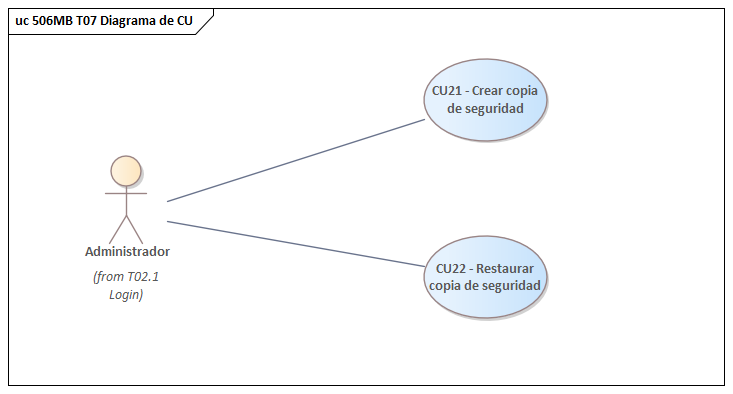 uc 506MB T07 Diagrama de CU
CU21 - Crear copia
de seguridad
Administrador
(from T02.1
Login)
CU22 - Restaurar
copia de seguridad